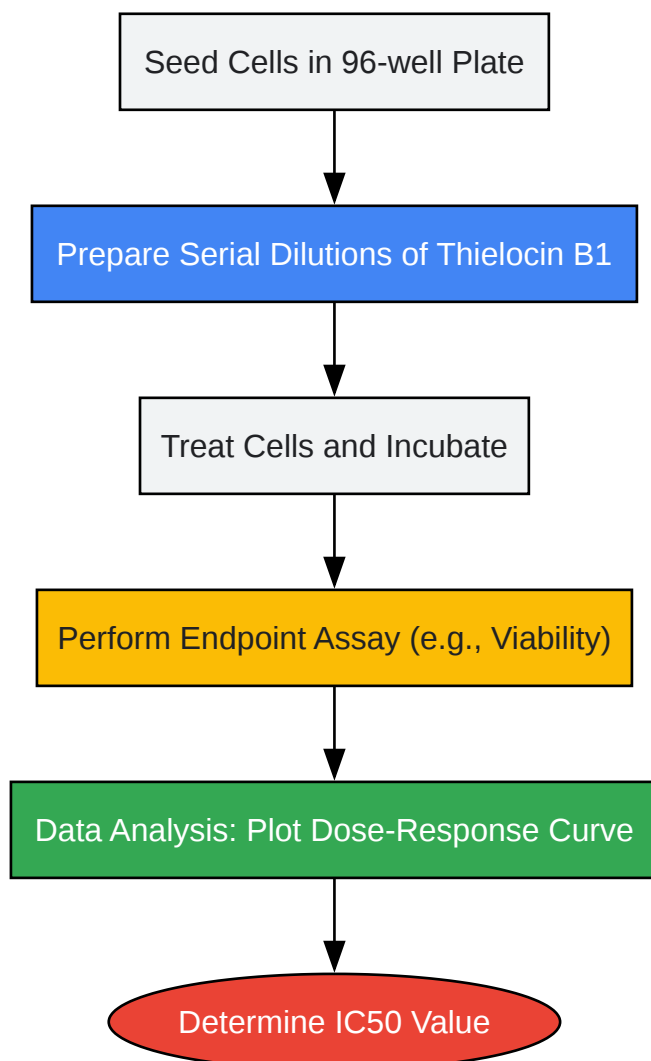 Seed Cells in 96-well Plate
Prepare Serial Dilutions of Thielocin B1
Treat Cells and Incubate
Perform Endpoint Assay (e.g., Viability)
Data Analysis: Plot Dose-Response Curve
Determine IC50 Value